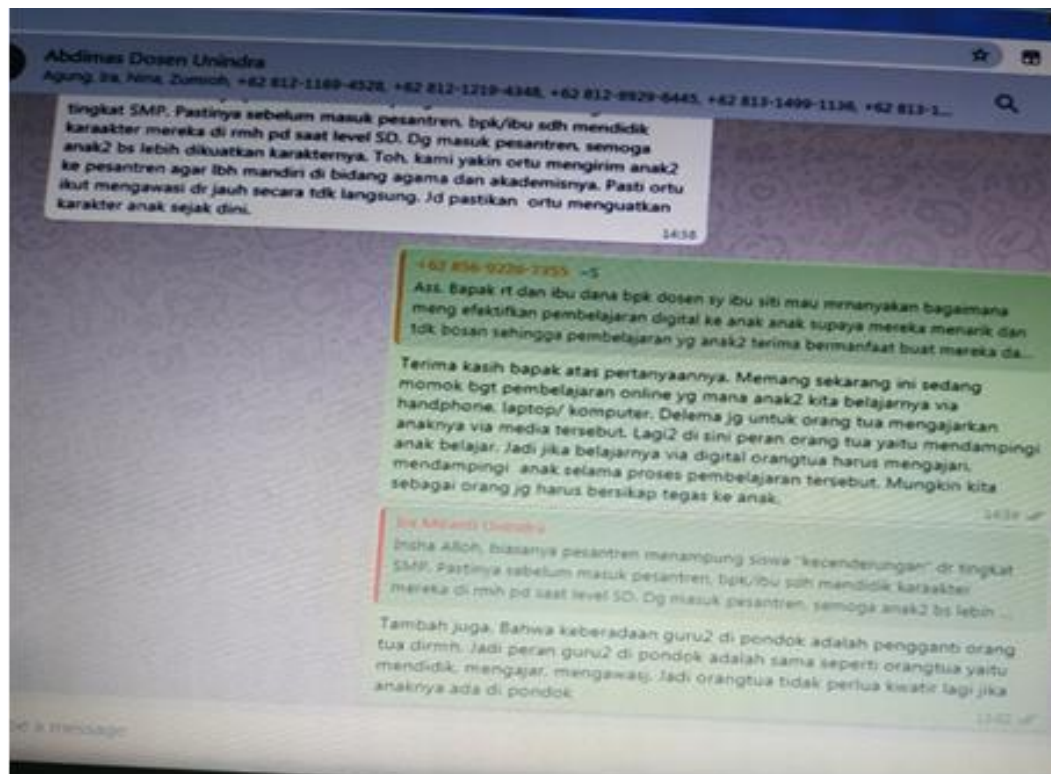 Abdimas Dosen Unindra
Agung, Ira, Nina, Zumroh, +62 812-1169-4528, +62 812-1219-4348, +62 812-8929-6445, +62 813-1499-1136, +62 813-1...
tingkat SMP. Pastinya sebelum masuk pesantren, bpk/ibu sdh mendidik
karaakter mereka di rmh pd saat level SD. Dg masuk pesantren, semoga
anak2 bs lebih dikuatkan karakternya. Toh, kami yakin ortu mengirim anak2
ke pesantren agar lbh mandiri di bidang agama dan akademisnya. Pasti ortu
ikut mengawasi dr jauh secara tdk langsung. Jd pastikan ortu menguatkan
karakter anak sejak dini.
14:58
~S
Ass. Bapak rt dan ibu dana bpk dosen sy ibu siti mau mrnanyakan bagaimana
meng efektifkan pembelajaran digital ke anak anak supaya mereka menarik dan
tdk bosan sehingga pembelajaran yg anak2 terima bermanfaat buat mereka da...
Terima kasih bapak atas pertanyaannya. Memang sekarang ini sedang
momok bgt pembelajaran online yg mana anak2 kita belajarnya via
handphone, laptop/ komputer. Delema jg untuk orang tua mengajarkan
anaknya via media tersebut. Lagi2 di sini peran orang tua yaitu mendampingi
anak belajar. Jadi jika belajarnya via digital orangtua harus mengajari,
mendampingi anak selama proses pembelajaran tersebut. Mungkin kita
sebagai orang jg harus bersikap tegas ke anak.
Unindra
Insha Alloh, biasanya pesantren menampung siswa "kecenderungan" dr tingkat
SMP. Pastinya sebelum masuk pesantren, bpk/ibu sdh mendidik karaakter
mereka di rmh pd saat level SD. Dg masuk pesantren, semoga anak2 bs lebih ...
Tambah juga, Bahwa keberadaan guru2 di pondok adalah pengganti orang
tua dirmh. Jadi peran guru2 di pondok adalah sama seperti orangtua yaitu
mendidik, mengajar, mengawasj. Jadi orangtua tidak perlua kwatir lagi jika
anaknya ada di pondok
a message